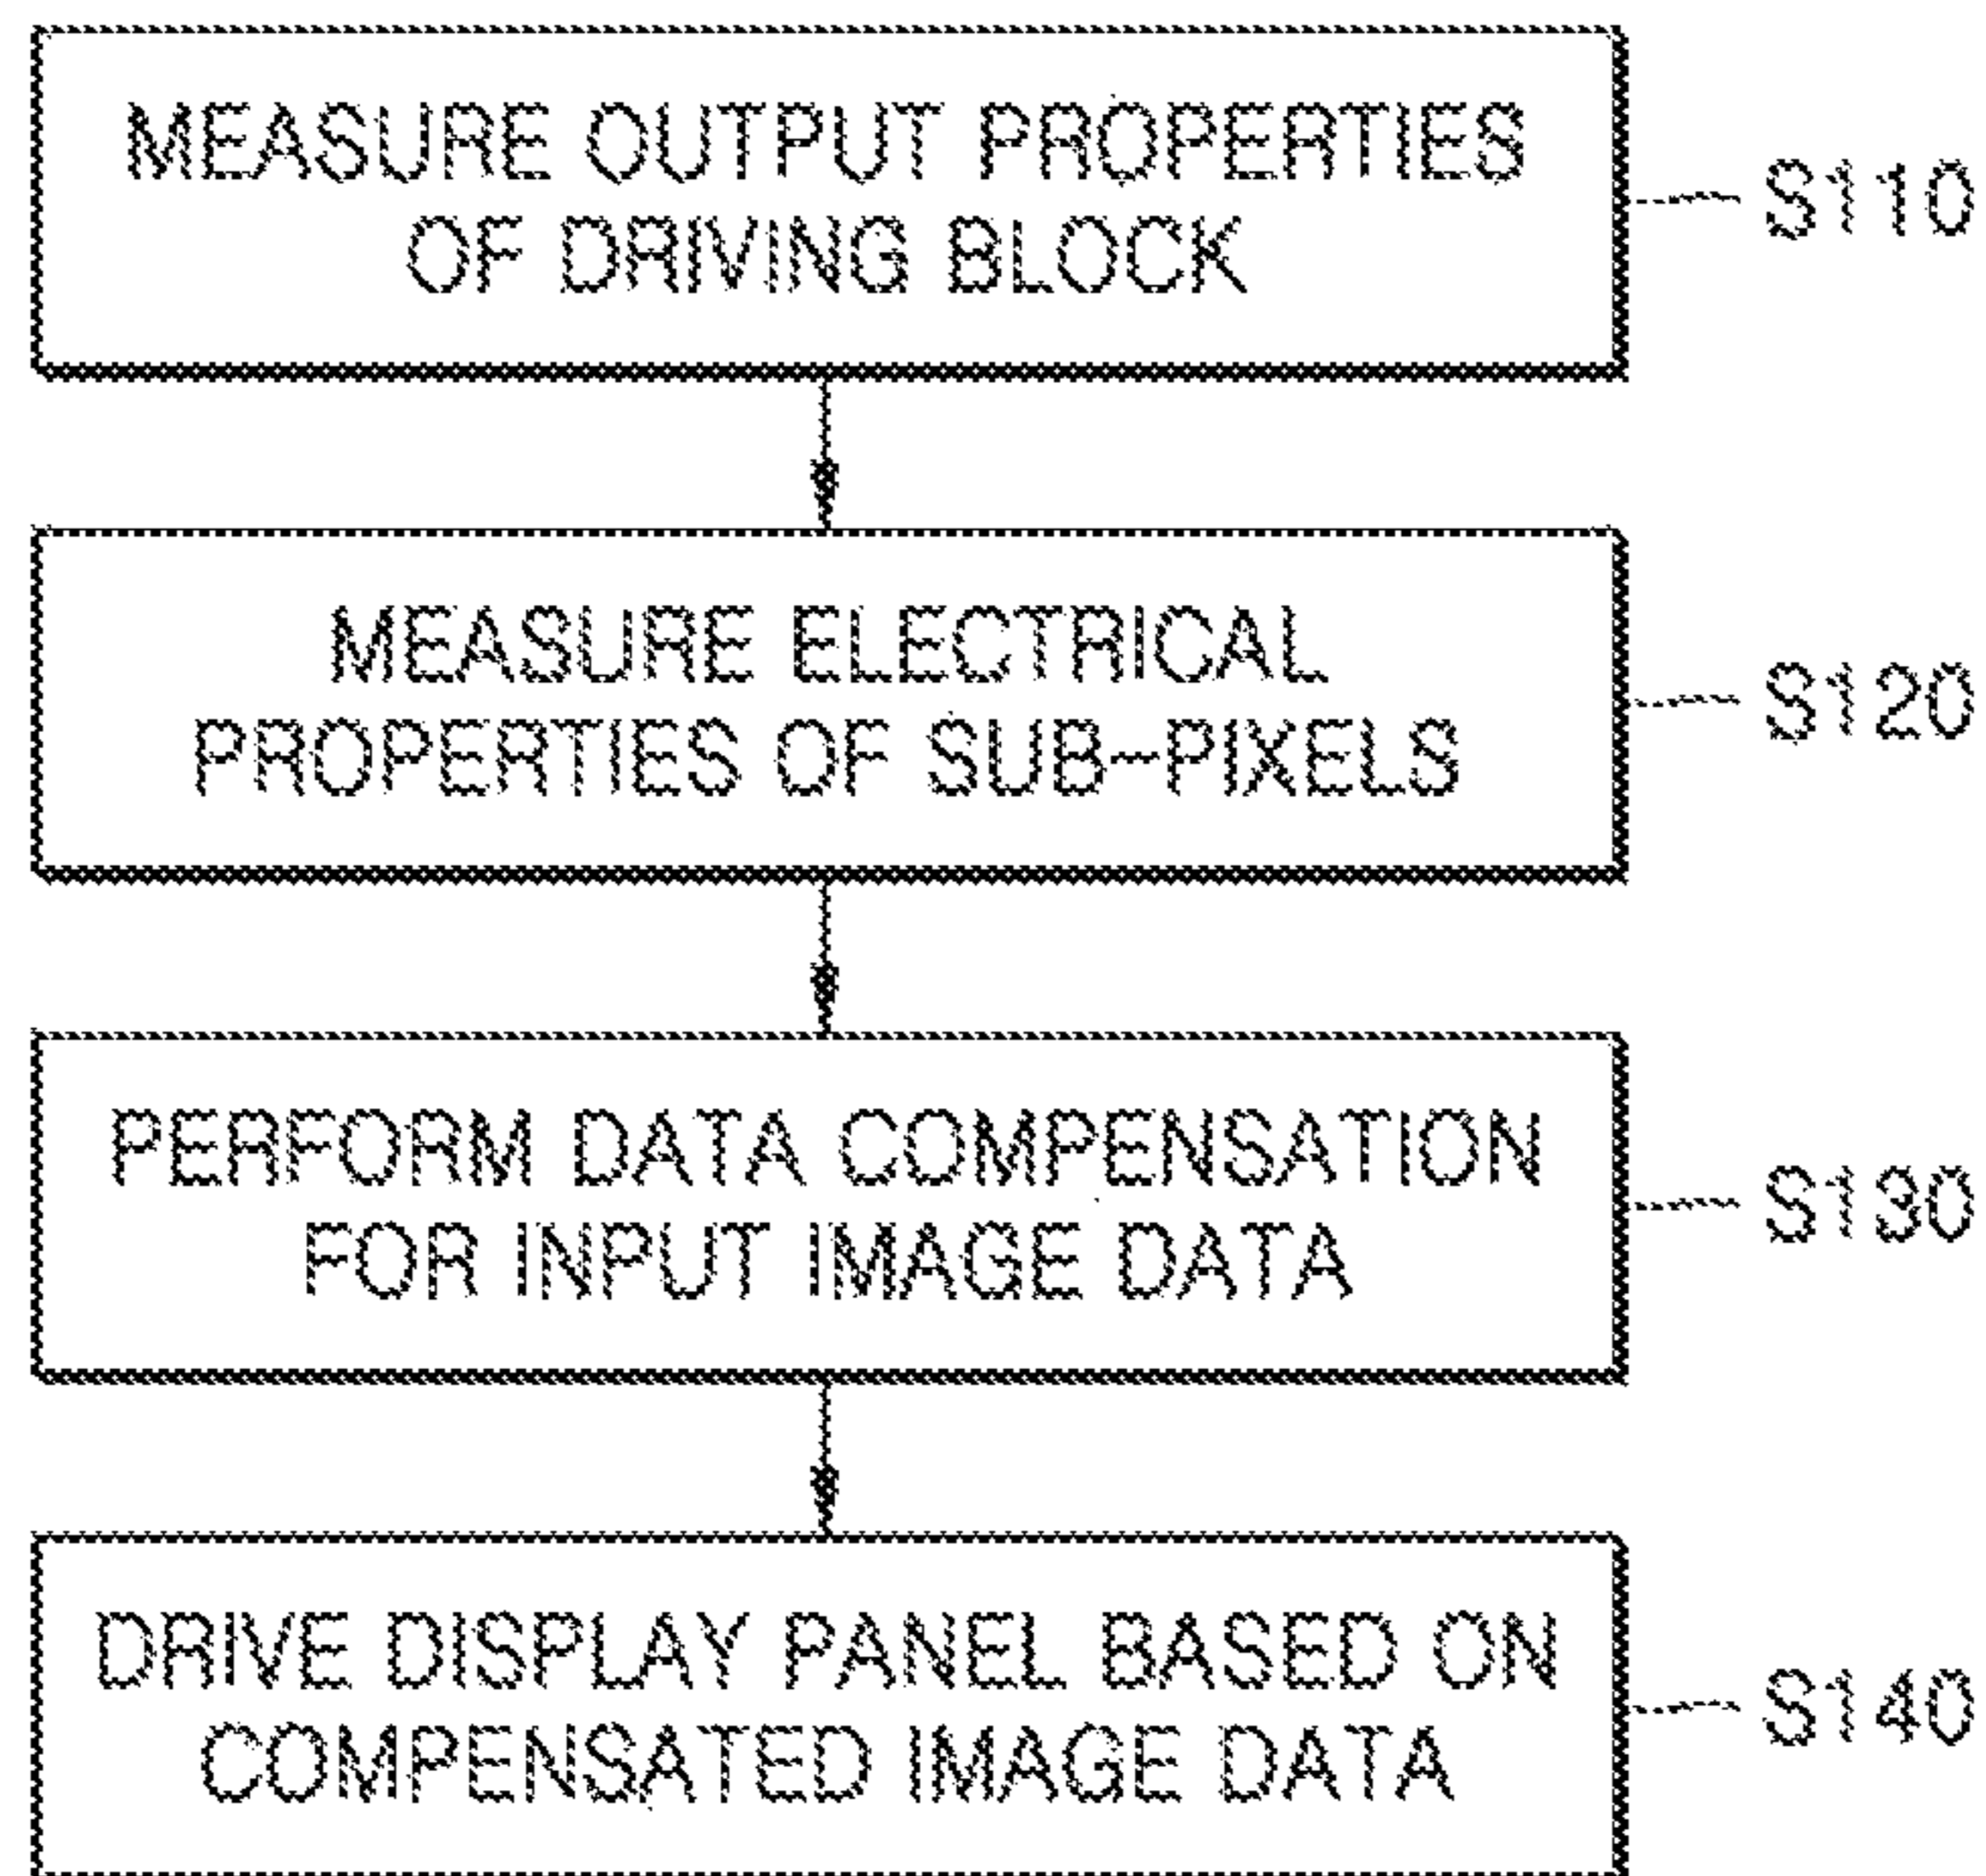 MEASURE OUTPUT PROPERTIES
OF DRIVING BLOCK
S110
MEASURE ELECTRICAL
PROPERTIES OF SUB-PIXELS
S120
PERFORM DATA COMPENSATION
FOR INPUT IMAGE DATA
S130
DRIVE DISPLAY PANEL BASED ON
COMPENSATED IMAGE DATA
S140